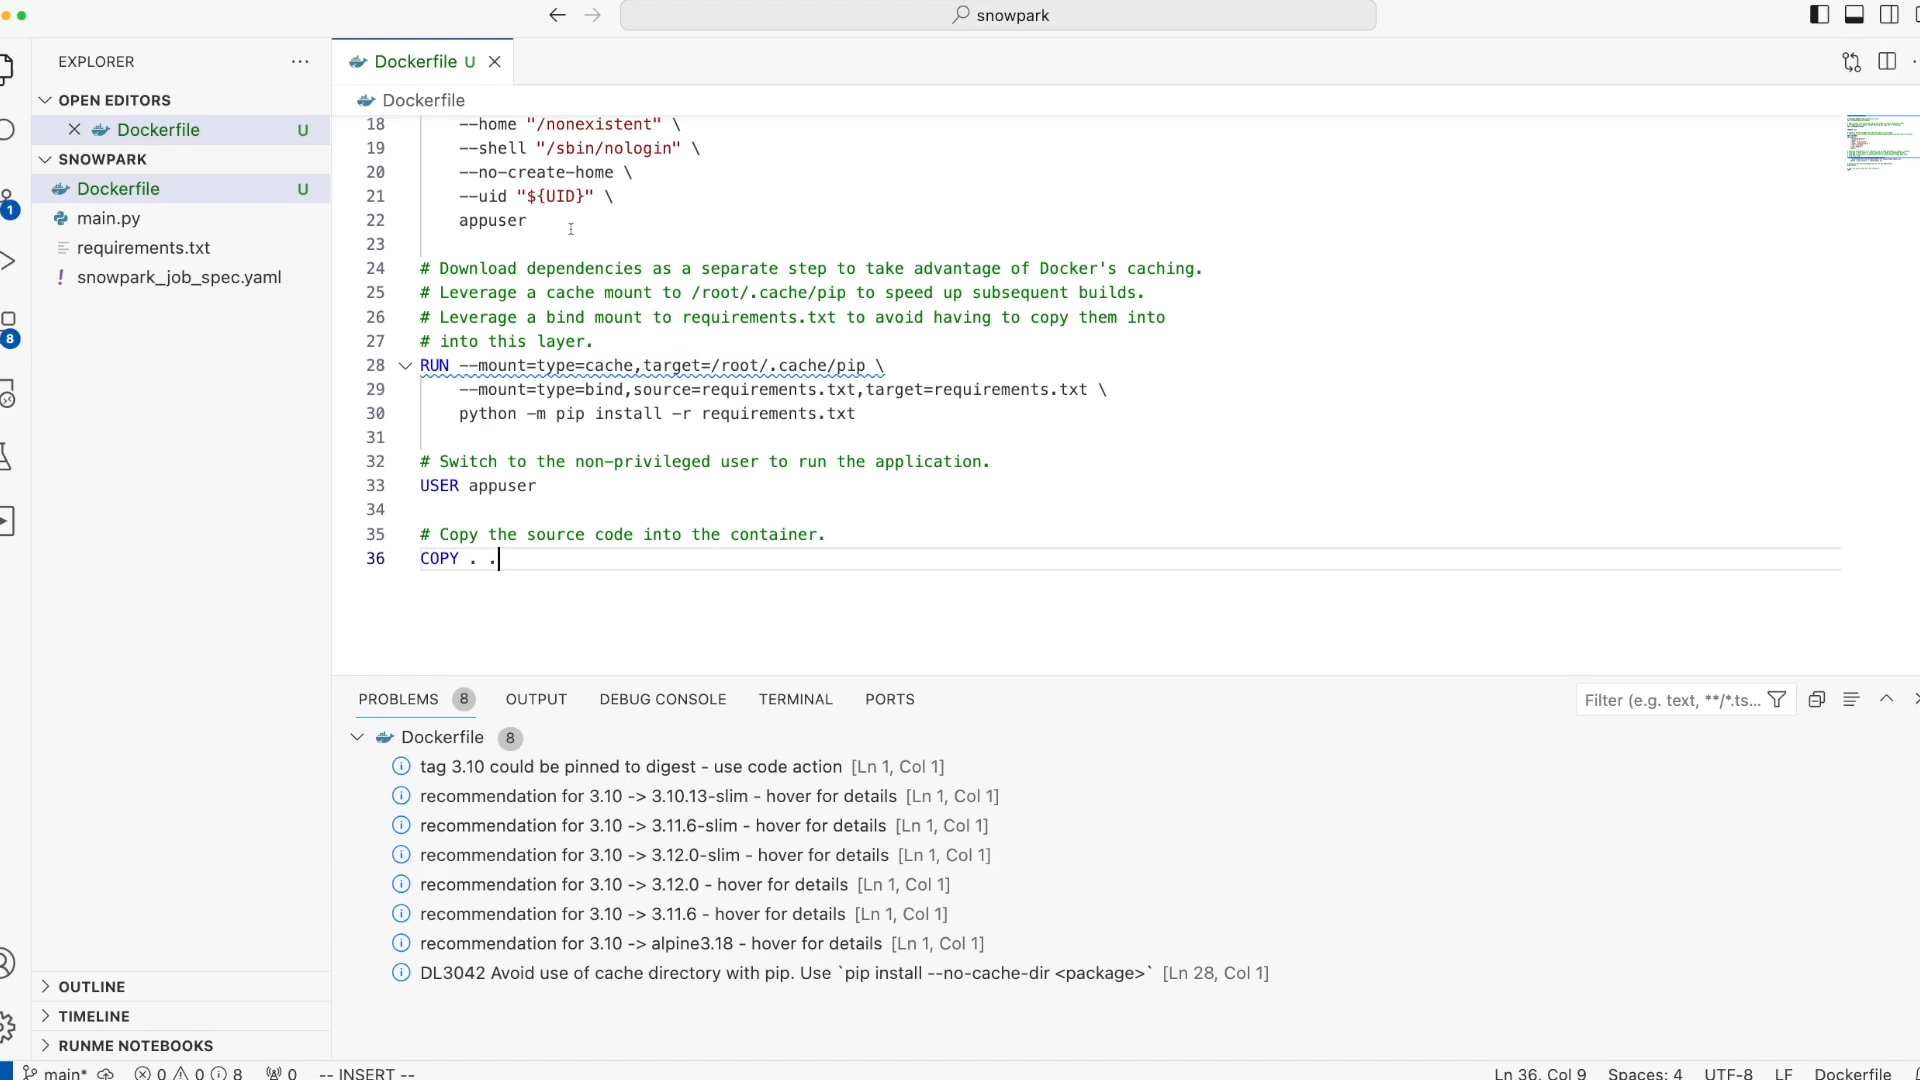 snowpark
EXPLORER
OPEN EDITORS
Dockerfile U
SNOWPARK
Dockerfile U
main.py
requirements.txt
! snowpark_job_spec.yaml
1
8
OUTLINE
TIMELINE
RUNME NOTEBOOKS
Dockerfile U
Dockerfile
18 --home "/nonexistent" \
19 --shell "/sbin/nologin" \
20 --no-create-home \
21 --uid "${UID}" \
22 appuser
23
24 # Download dependencies as a separate step to take advantage of Docker's caching.
25 # Leverage a cache mount to /root/.cache/pip to speed up subsequent builds.
26 # Leverage a bind mount to requirements.txt to avoid having to copy them into
27 # into this layer.
28 RUN --mount=type=cache,target=/root/.cache/pip \
29 --mount=type=bind,source=requirements.txt,target=requirements.txt \
30 python -m pip install -r requirements.txt
31
32 # Switch to the non-privileged user to run the application.
33 USER appuser
34
35 # Copy the source code into the container.
36 COPY . .
PROBLEMS 8 OUTPUT DEBUG CONSOLE TERMINAL PORTS
Filter (e.g. text, **/*.ts...
Dockerfile 8
tag 3.10 could be pinned to digest - use code action [Ln 1, Col 1]
recommendation for 3.10 -> 3.10.13-slim - hover for details [Ln 1, Col 1]
recommendation for 3.10 -> 3.11.6-slim - hover for details [Ln 1, Col 1]
recommendation for 3.10 -> 3.12.0-slim - hover for details [Ln 1, Col 1]
recommendation for 3.10 -> 3.12.0 - hover for details [Ln 1, Col 1]
recommendation for 3.10 -> 3.11.6 - hover for details [Ln 1, Col 1]
recommendation for 3.10 -> alpine3.18 - hover for details [Ln 1, Col 1]
DL3042 Avoid use of cache directory with pip. Use `pip install --no-cache-dir <package>` [Ln 28, Col 1]
main* 0 0 8 0 -- INSERT -- Ln 36, Col 9 Spaces: 4 UTF-8 LF Dockerfile